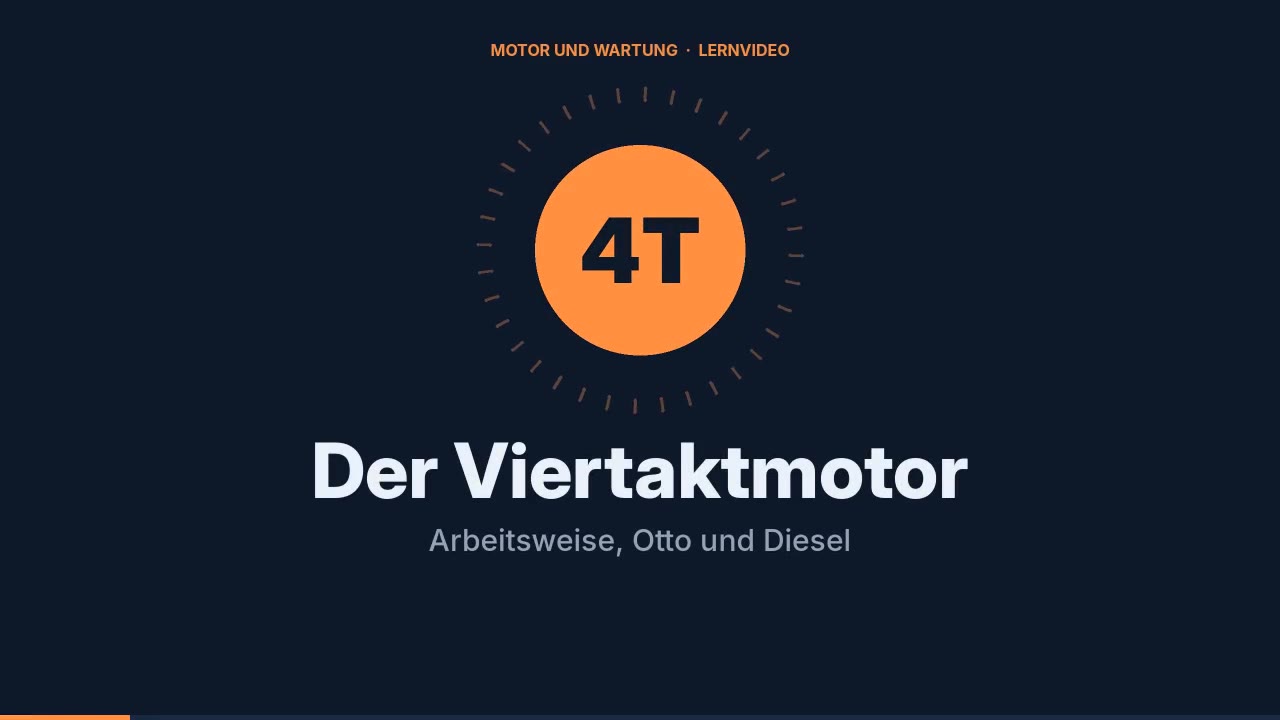 MOTOR UND WARTUNG · LERNVIDEO
4T
Der Viertaktmotor
Arbeitsweise, Otto und Diesel